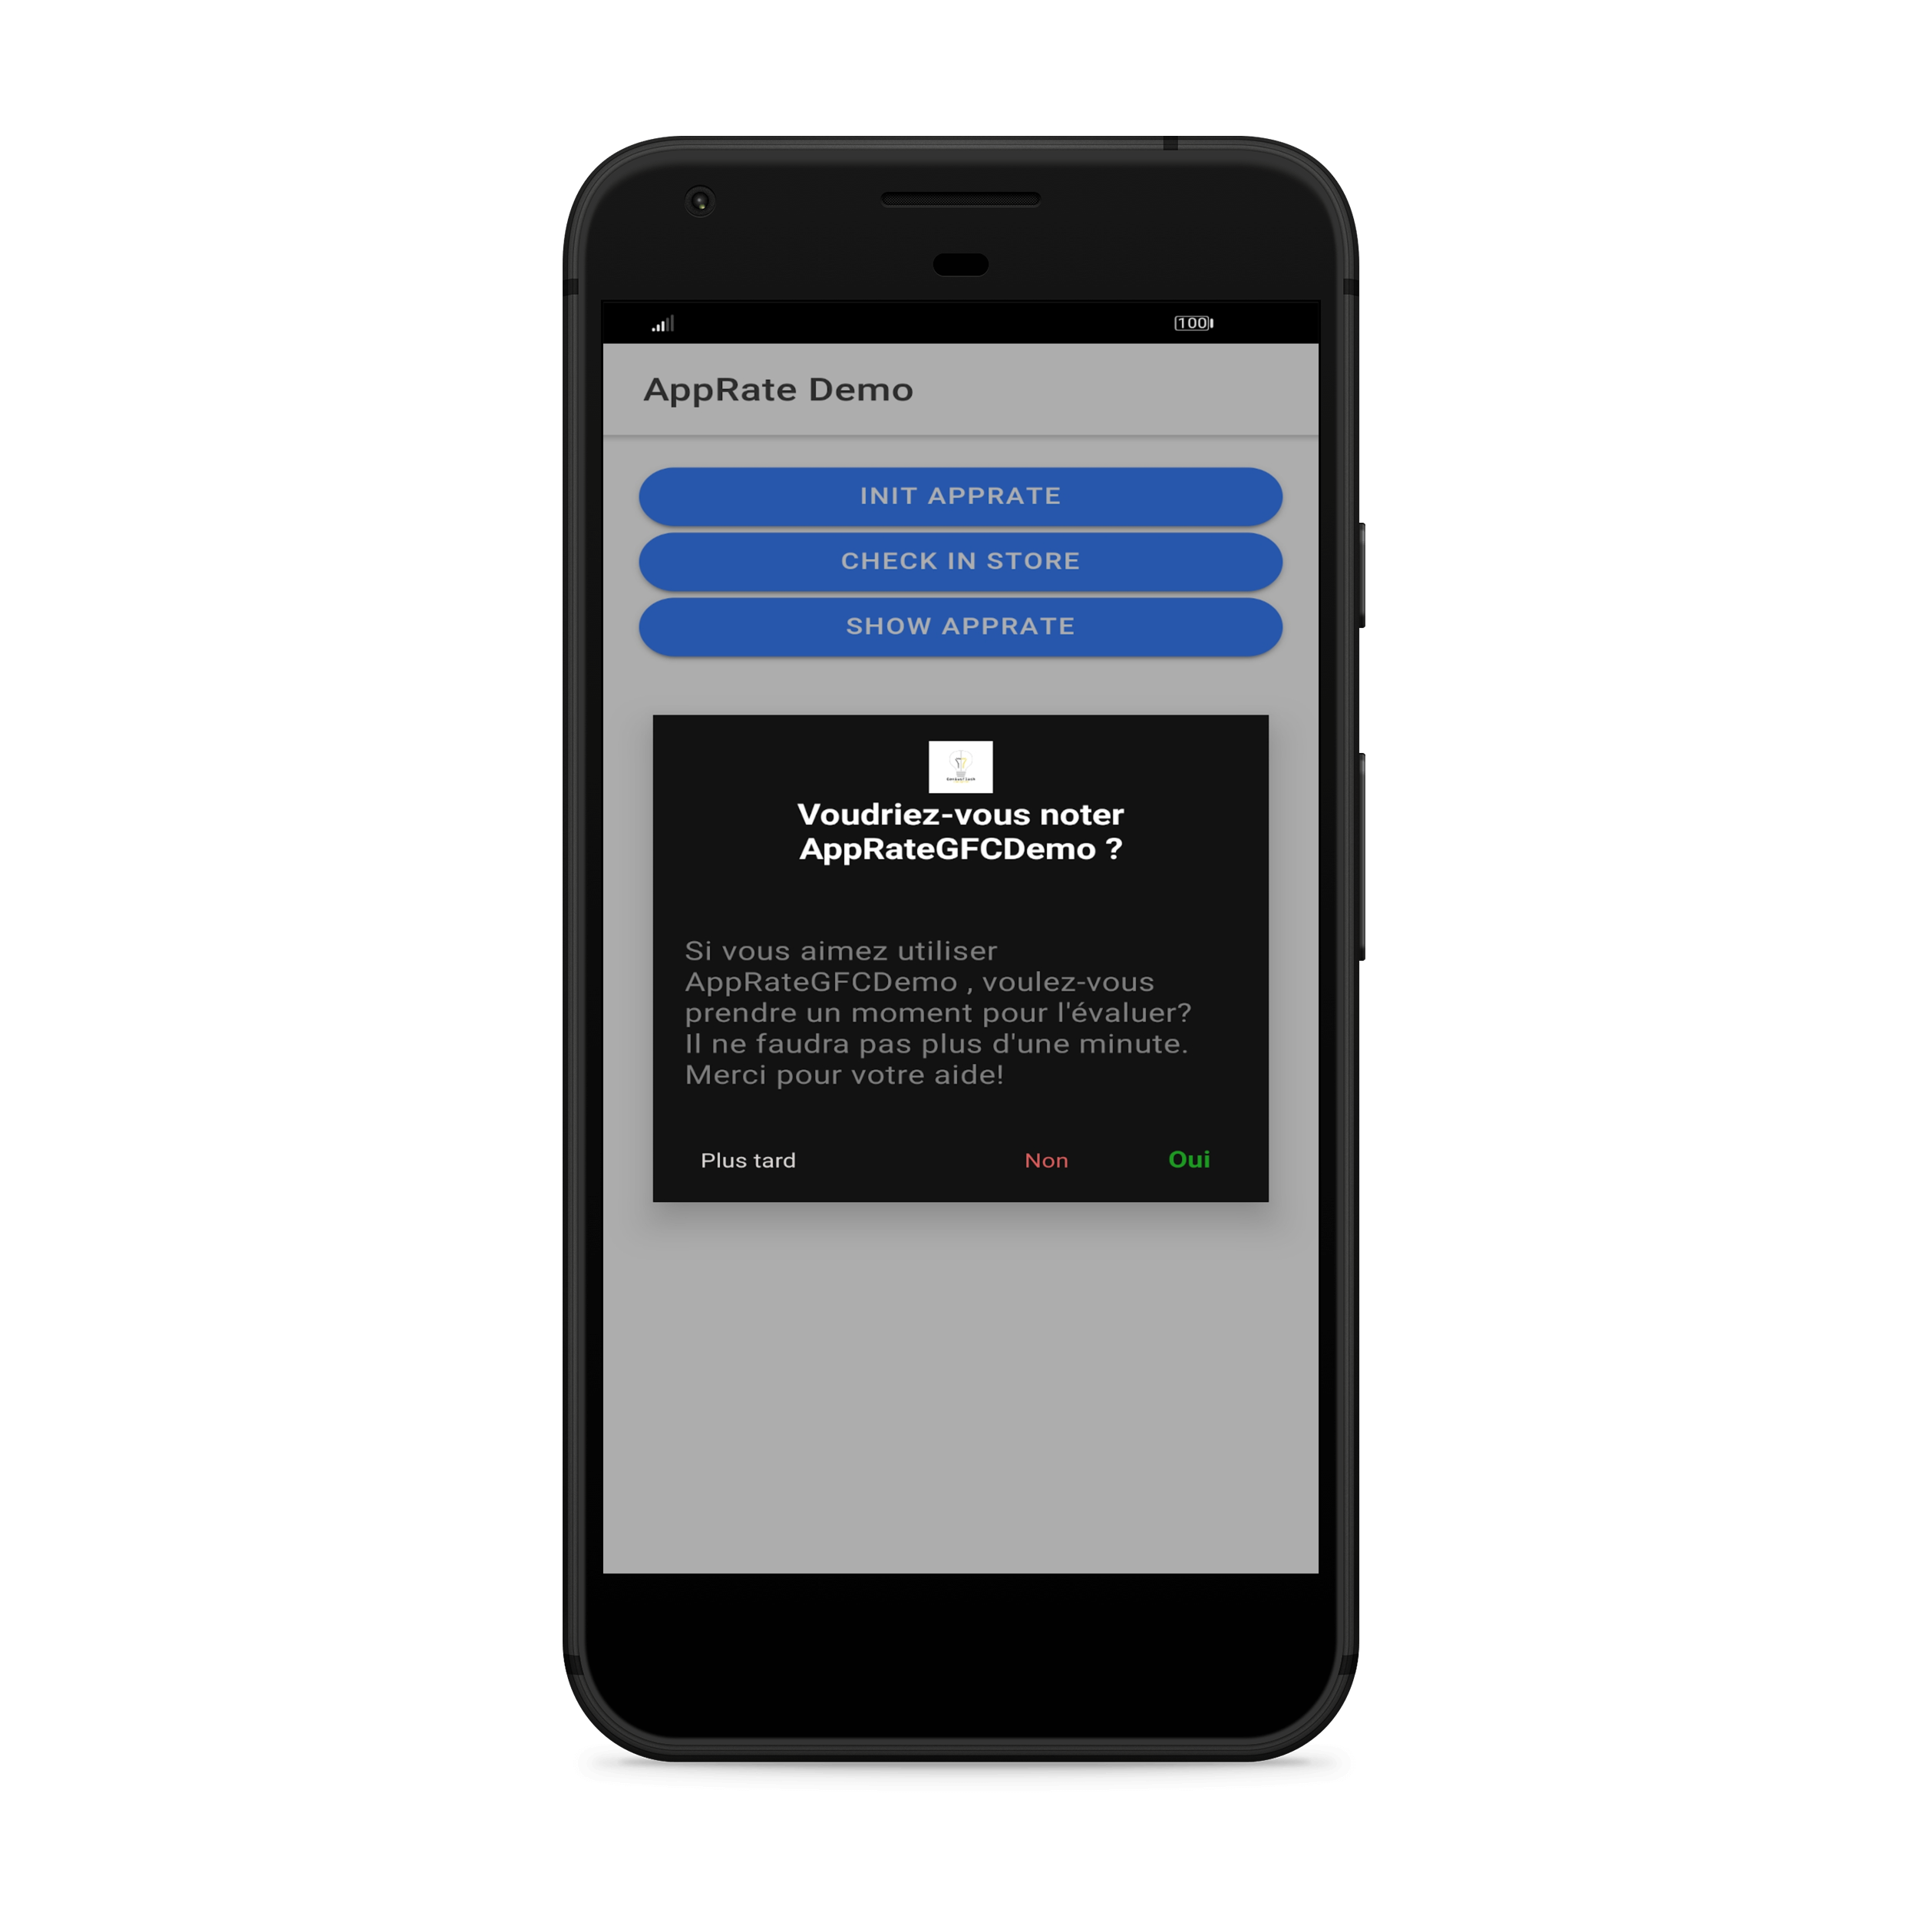 100
AppRate Demo
INIT APPRATE
CHECK IN STORE
SHOW APPRATE
Voudriez-vous noter
AppRateGFCDemo ?
Si vous aimez utiliser
AppRateGFCDemo , voulez-vous
prendre un moment pour l'évaluer?
Il ne faudra pas plus d'une minute.
Merci pour votre aide!
Plus tard Non Oui